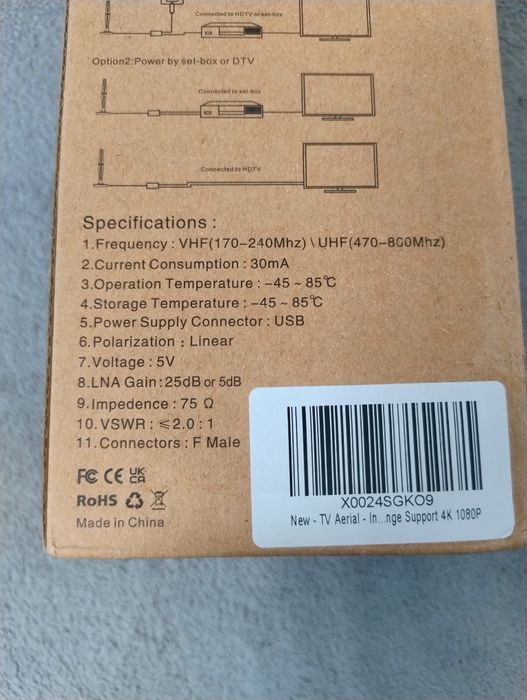 Connected to HDTV or set-box
Option2:Power by set-box or DTV
Connected to set-box
Connected to HDTV
Specifications :
1.Frequency : VHF(170-240Mhz) \ UHF(470-860Mhz)
2.Current Consumption : 30mA
3.Operation Temperature : -45 ~ 85℃
4.Storage Temperature : -45 ~ 85℃
5.Power Supply Connector : USB
6.Polarization : Linear
7.Voltage : 5V
8.LNA Gain : 25dB or 5dB
9.Impedence : 75 Ω
10.VSWR : ≤2.0 : 1
11.Connectors : F Male
FC CE UK CA
RoHS
Made in China
X0024SGKO9
New - TV Aerial - In...nge Support 4K 1080P